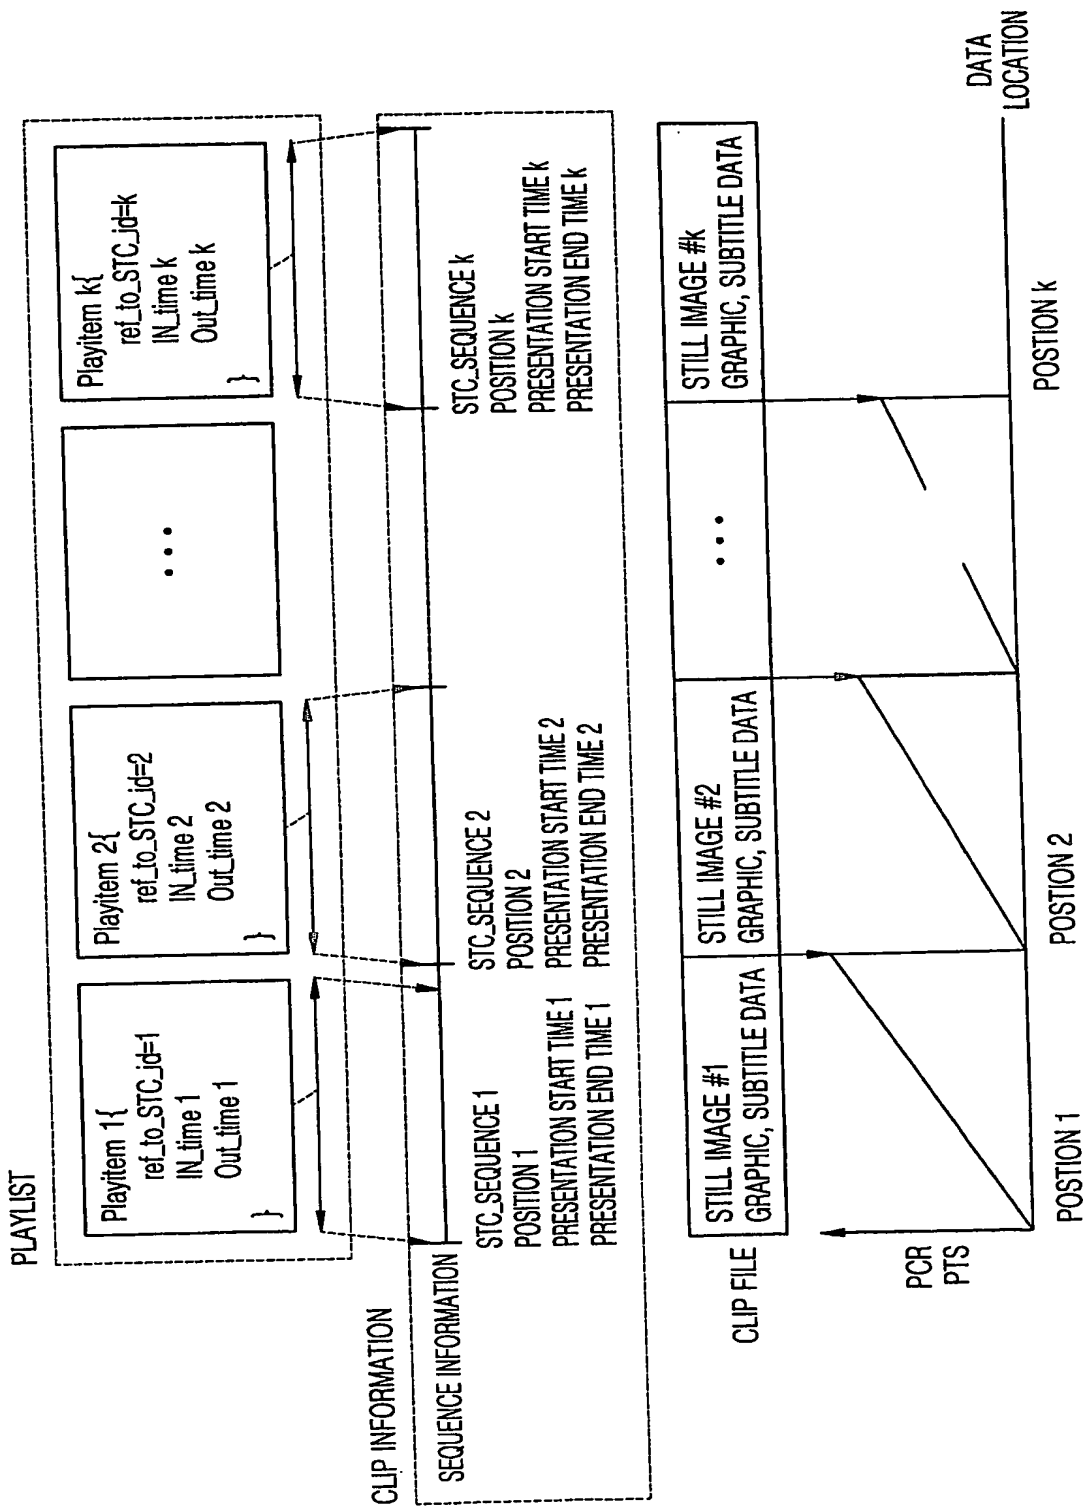 PLAYLIST
Playitem 1{
ref_to_STC_id=1
IN_time 1
Out_time 1
}
Playitem 2{
ref_to_STC_id=2
IN_time 2
Out_time 2
}
• • •
Playitem k{
ref_to_STC_id=k
IN_time k
Out_time k
}
CLIP INFORMATION
SEQUENCE INFORMATION
STC_SEQUENCE 1
POSITION 1
PRESENTATION START TIME 1
PRESENTATION END TIME 1
STC_SEQUENCE 2
POSITION 2
PRESENTATION START TIME 2
PRESENTATION END TIME 2
STC_SEQUENCE k
POSITION k
PRESENTATION START TIME k
PRESENTATION END TIME k
CLIP FILE
STILL IMAGE #1
GRAPHIC, SUBTITLE DATA
STILL IMAGE #2
GRAPHIC, SUBTITLE DATA
• • •
STILL IMAGE #k
GRAPHIC, SUBTITLE DATA
PCR
PTS
POSTION 1
POSTION 2
POSTION k
DATA
LOCATION